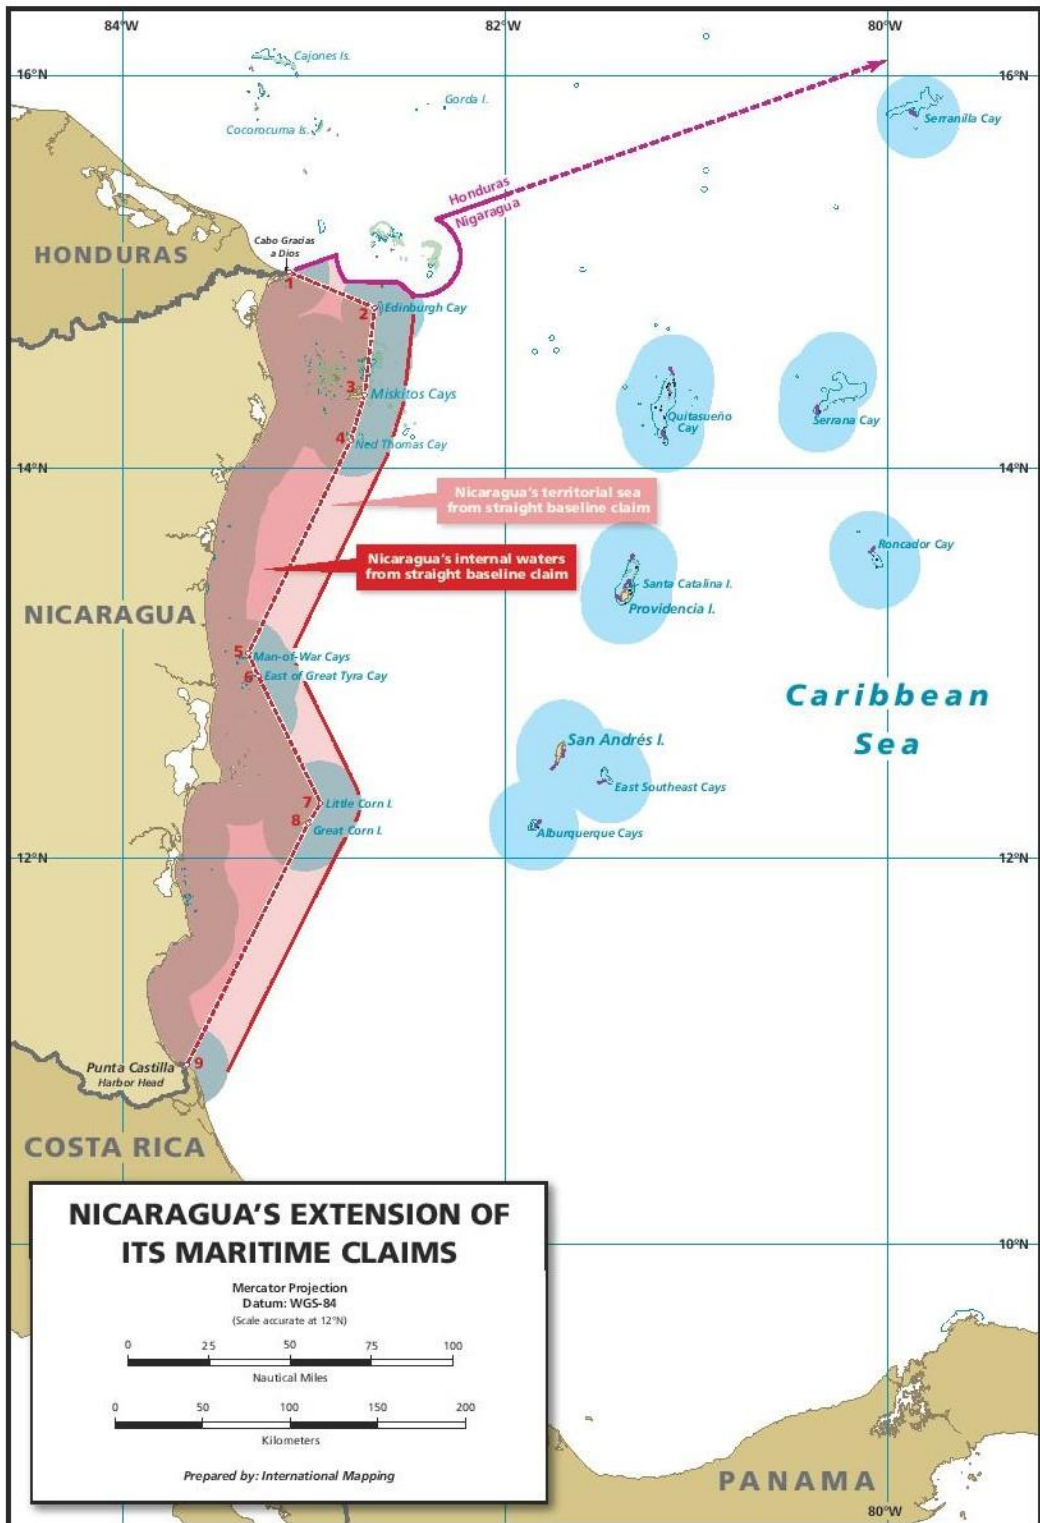 84°W
82°W
80°W
16°N
16°N
Cajones Is.
Gorda I.
Cocorocuma Is.
Serranilla Cay
Honduras
Nigaragua
HONDURAS
Cabo Gracias
a Dios
1
2
Edinburgh Cay
3
Miskitos Cays
Quitasueño
Cay
Serrana Cay
4
Ned Thomas Cay
14°N
14°N
Nicaragua's territorial sea
from straight baseline claim
Nicaragua's internal waters
from straight baseline claim
Roncador Cay
Santa Catalina I.
Providencia I.
NICARAGUA
5
Man-of-War Cays
6
East of Great Tyra Cay
Caribbean
Sea
San Andrés I.
East Southeast Cays
7
Little Corn I.
8
Great Corn I.
Alburquerque Cays
12°N
12°N
9
Punta Castilla
Harbor Head
COSTA RICA
NICARAGUA'S EXTENSION OF
ITS MARITIME CLAIMS
Mercator Projection
Datum: WGS-84
(Scale accurate at 12°N)
0 25 50 75 100
Nautical Miles
0 50 100 150 200
Kilometers
Prepared by: International Mapping
10°N
PANAMA
80°W